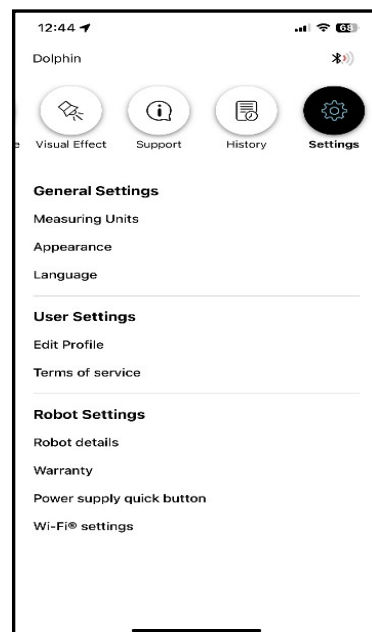 12:44
68
Dolphin
e
Visual Effect
Support
History
Settings
General Settings
Measuring Units
Appearance
Language
User Settings
Edit Profile
Terms of service
Robot Settings
Robot details
Warranty
Power supply quick button
Wi-Fi® settings